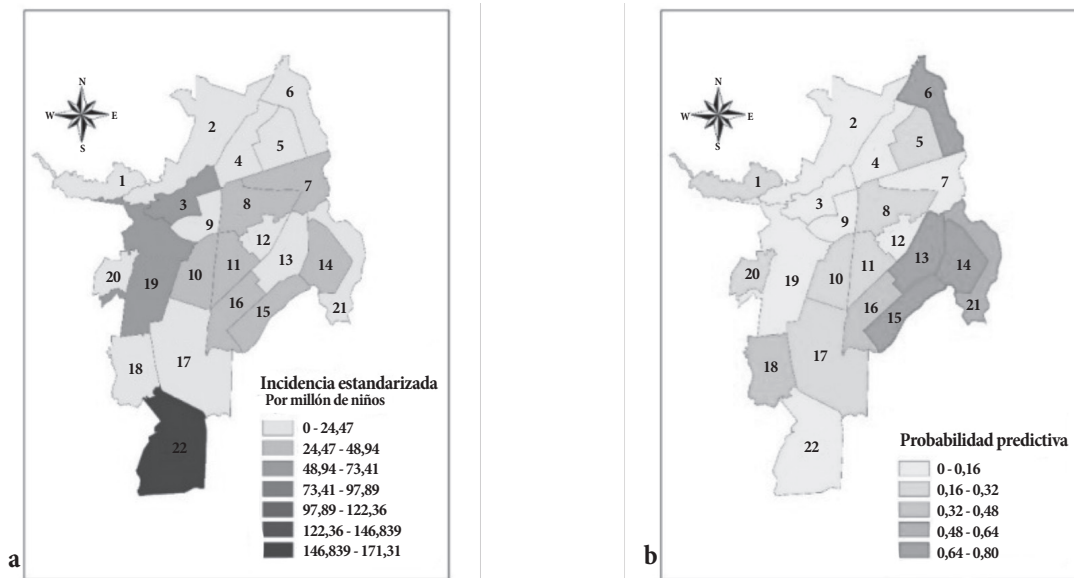 N
W E
S
6
2
5
4
1
7
3
8
9
12
11
13
10
14
20
19
16
15
21
17
18
22
Incidencia estandarizada
Por millón de niños
0 - 24,47
24,47 - 48,94
48,94 - 73,41
73,41 - 97,89
97,89 - 122,36
122,36 - 146,839
146,839 - 171,31
a
N
W E
S
6
2
5
4
1
7
3
8
9
12
11
13
10
14
20
19
16
15
21
17
18
22
Probabilidad predictiva
0 - 0,16
0,16 - 0,32
0,32 - 0,48
0,48 - 0,64
0,64 - 0,80
b